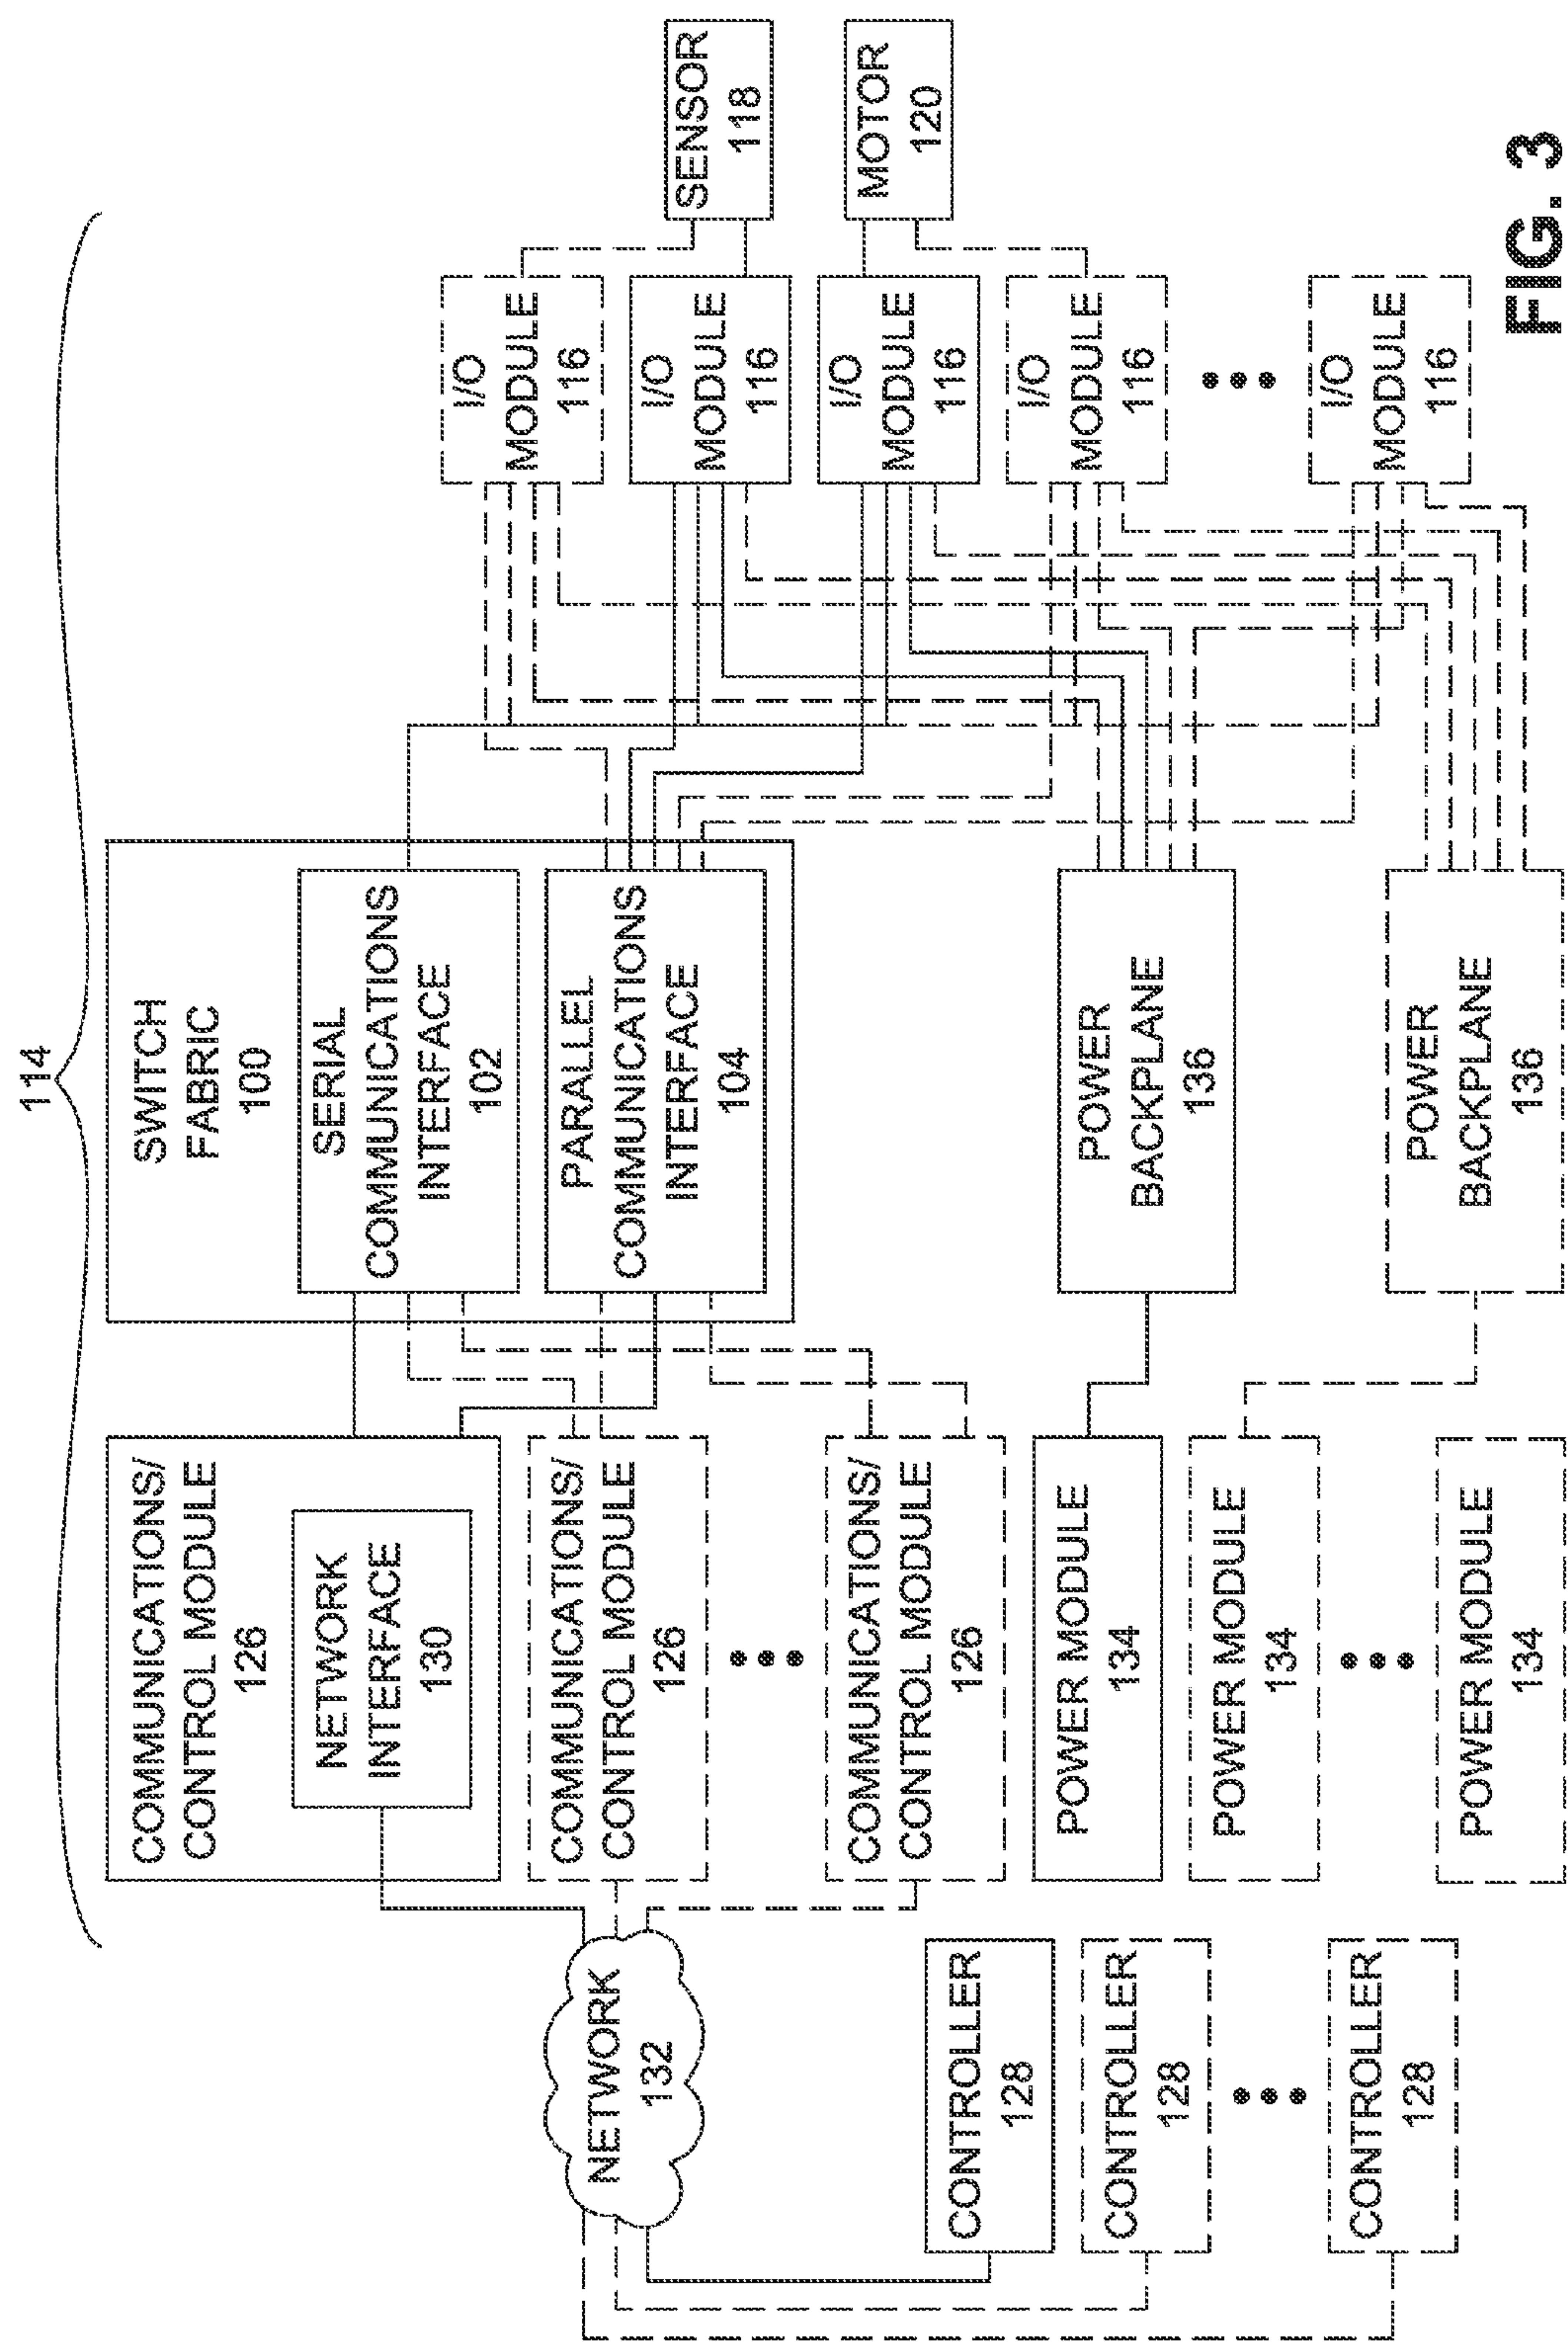 114
COMMUNICATIONS/
CONTROL MODULE
126
NETWORK
INTERFACE
130
SWITCH
FABRIC
100
SERIAL
COMMUNICATIONS
INTERFACE
102
PARALLEL
COMMUNICATIONS
INTERFACE
104
I/O
MODULE
116
I/O
MODULE
116
I/O
MODULE
116
I/O
MODULE
116
I/O
MODULE
116
SENSOR
118
MOTOR
120
NETWORK
132
COMMUNICATIONS/
CONTROL MODULE
126
COMMUNICATIONS/
CONTROL MODULE
126
CONTROLLER
128
CONTROLLER
128
CONTROLLER
128
POWER MODULE
134
POWER MODULE
134
POWER MODULE
134
POWER
BACKPLANE
136
POWER
BACKPLANE
136
FIG. 3